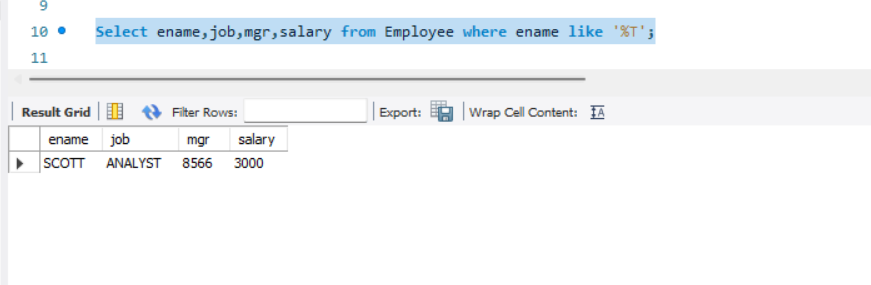 9
10 Select ename,job,mgr,salary from Employee where ename like '%T';
11
Result Grid Filter Rows: Export: Wrap Cell Content: IA
ename job mgr salary
SCOTT ANALYST 8566 3000